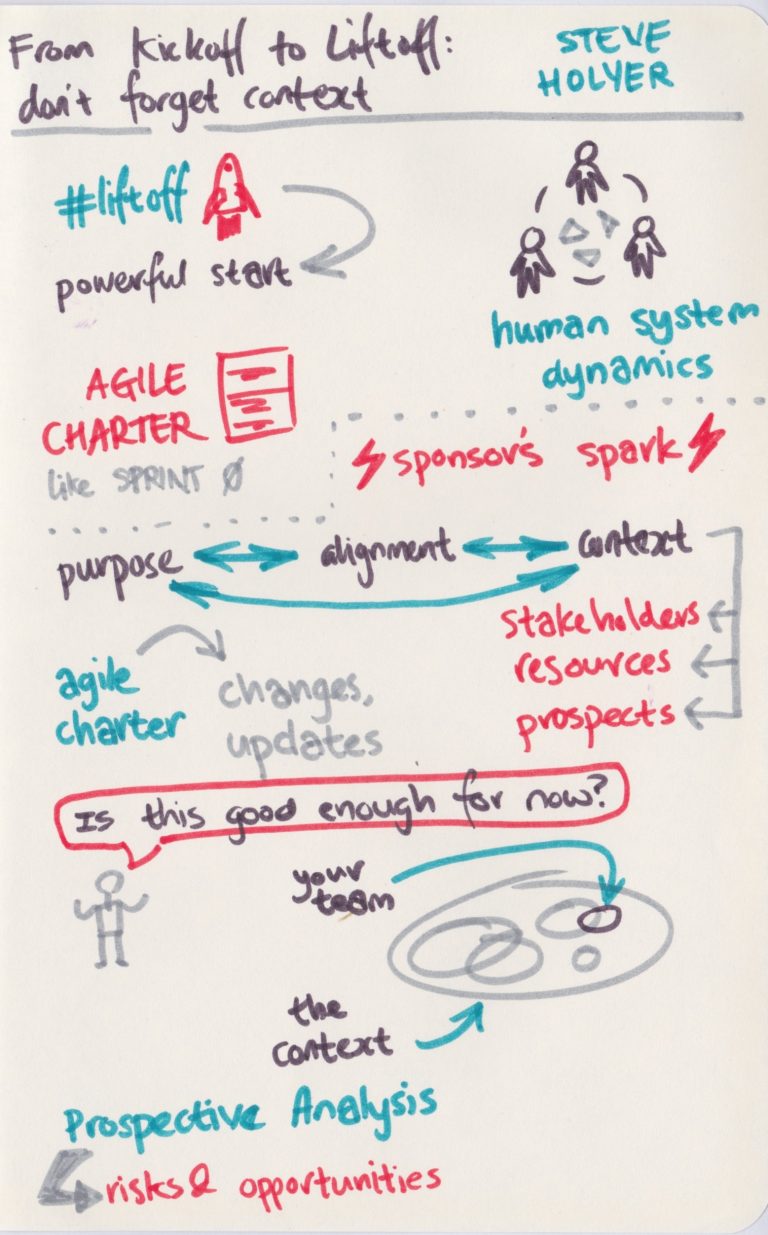 From Kickoff to Liftoff:
don't forget context
STEVE
HOLYER
#liftoff
powerful start
human system
dynamics
AGILE
CHARTER
like SPRINT Ø
sponsor's spark
purpose
alignment
context
stakeholders
resources
prospects
agile
charter
changes,
updates
Is this good enough for now?
your
team
the
context
Prospective Analysis
risks & opportunities